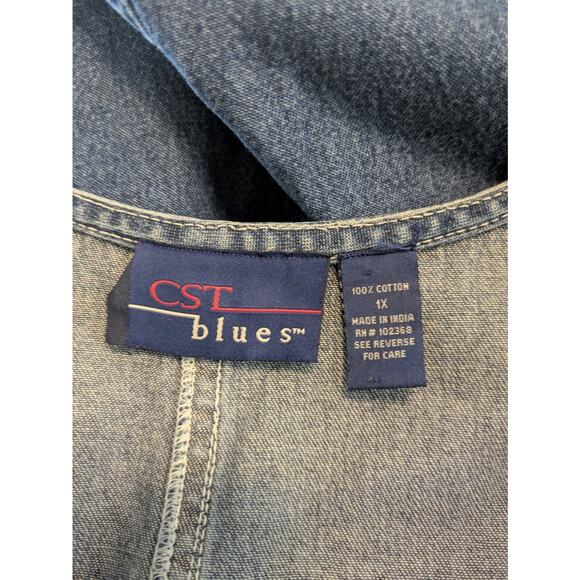 CST
blues™
100% COTTON
1X
MADE IN INDIA
RN # 102368
SEE REVERSE
FOR CARE